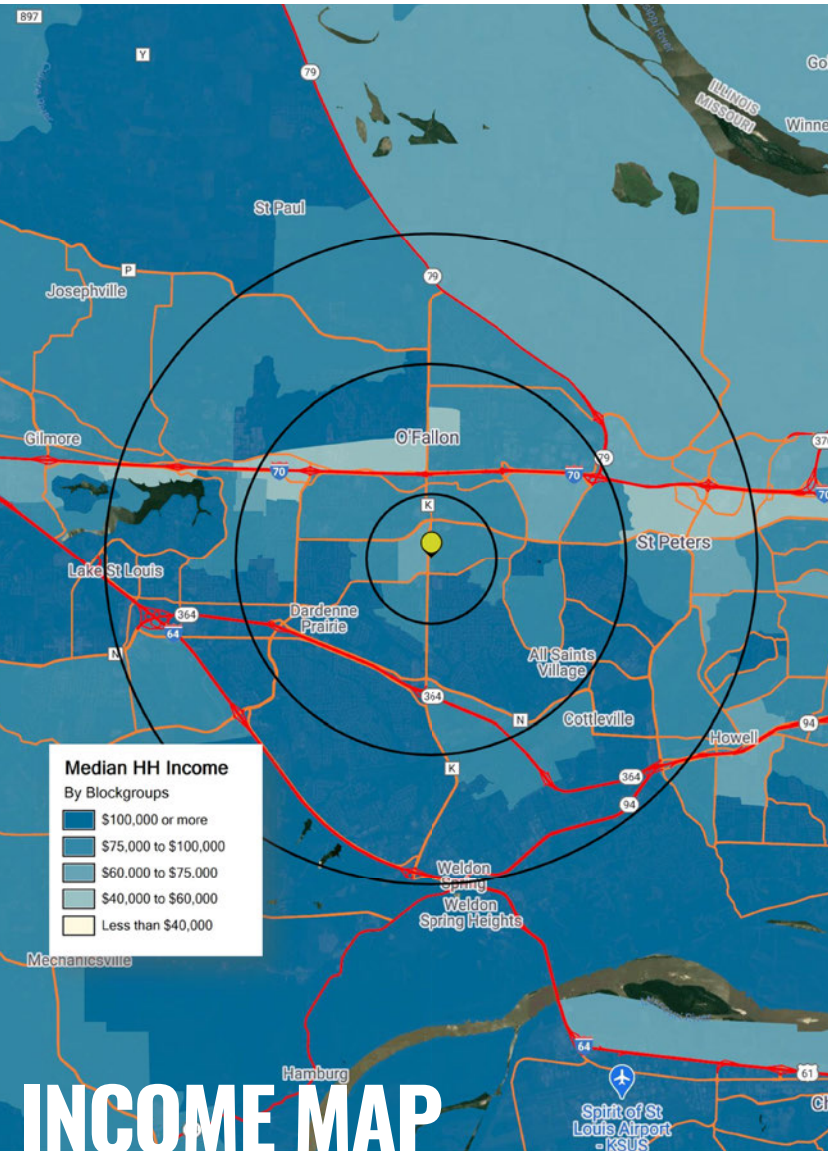 897
Y
79
Go
ILLINOIS
MISSOURI
Winne
St Paul
P
79
Josephville
Gilmore
O'Fallon
70
70
79
370
70
K
St Peters
Lake St Louis
364
64
Dardenne
Prairie
N
All Saints
Village
364
N
Cottleville
94
Howell
K
364
94
Median HH Income
By Blockgroups
$100,000 or more
$75,000 to $100,000
$60.000 to $75.000
$40,000 to $60,000
Less than $40,000
Weldon
Spring
Weldon
Spring Heights
Mechanicsville
64
61
Hamburg
Ch
Spirit of St
Louis Airport
- KSUS
INCOME MAP